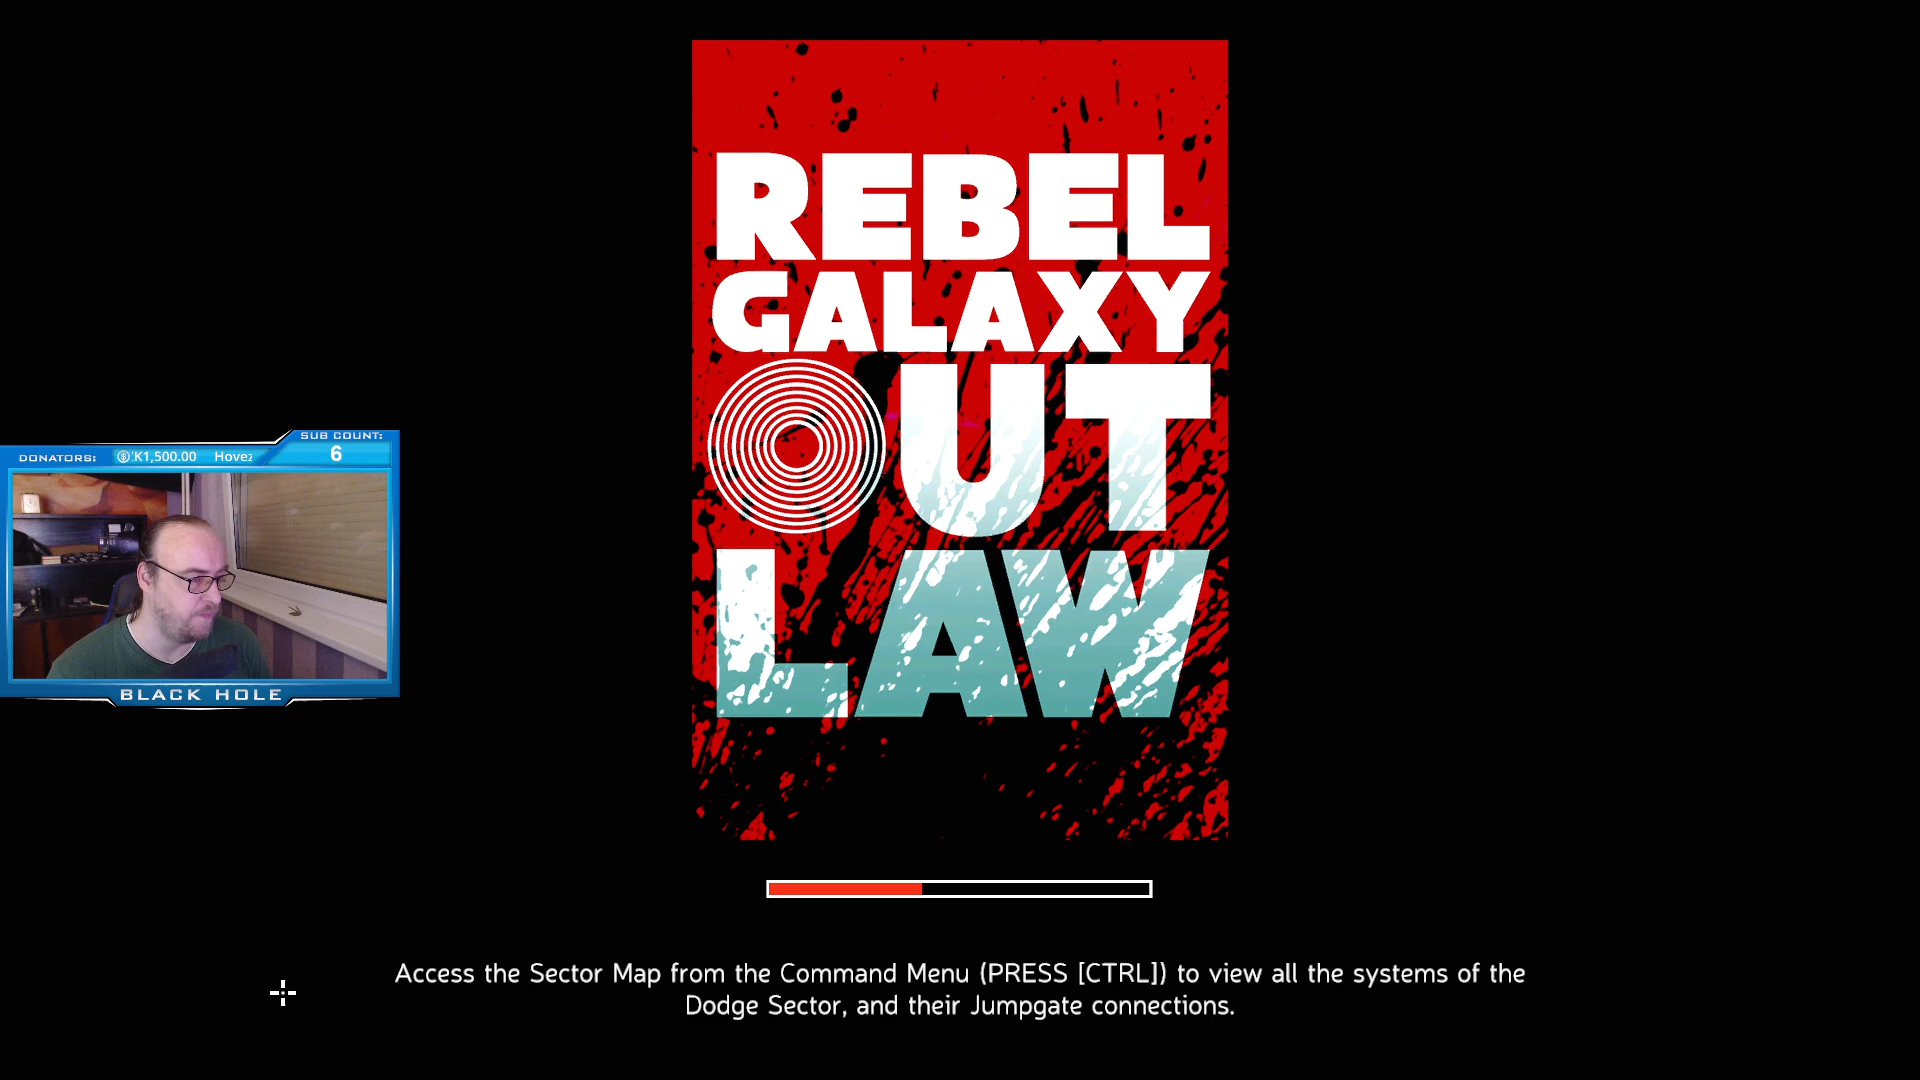 REBEL
GALAXY
OUT
LAW
SUB COUNT:
6
DONATORS:
K1,500.00 Hovez
BLACK HOLE
Access the Sector Map from the Command Menu (PRESS [CTRL]) to view all the systems of the
Dodge Sector, and their Jumpgate connections.